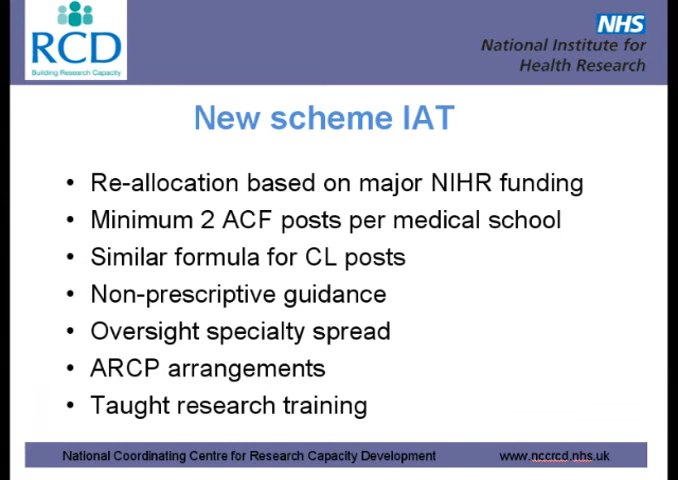 RCD
Building Research Capacity
NHS
National Institute for
Health Research
New scheme IAT
• Re-allocation based on major NIHR funding
• Minimum 2 ACF posts per medical school
• Similar formula for CL posts
• Non-prescriptive guidance
• Oversight specialty spread
• ARCP arrangements
• Taught research training
National Coordinating Centre for Research Capacity Development
www.nccrcd.nhs.uk